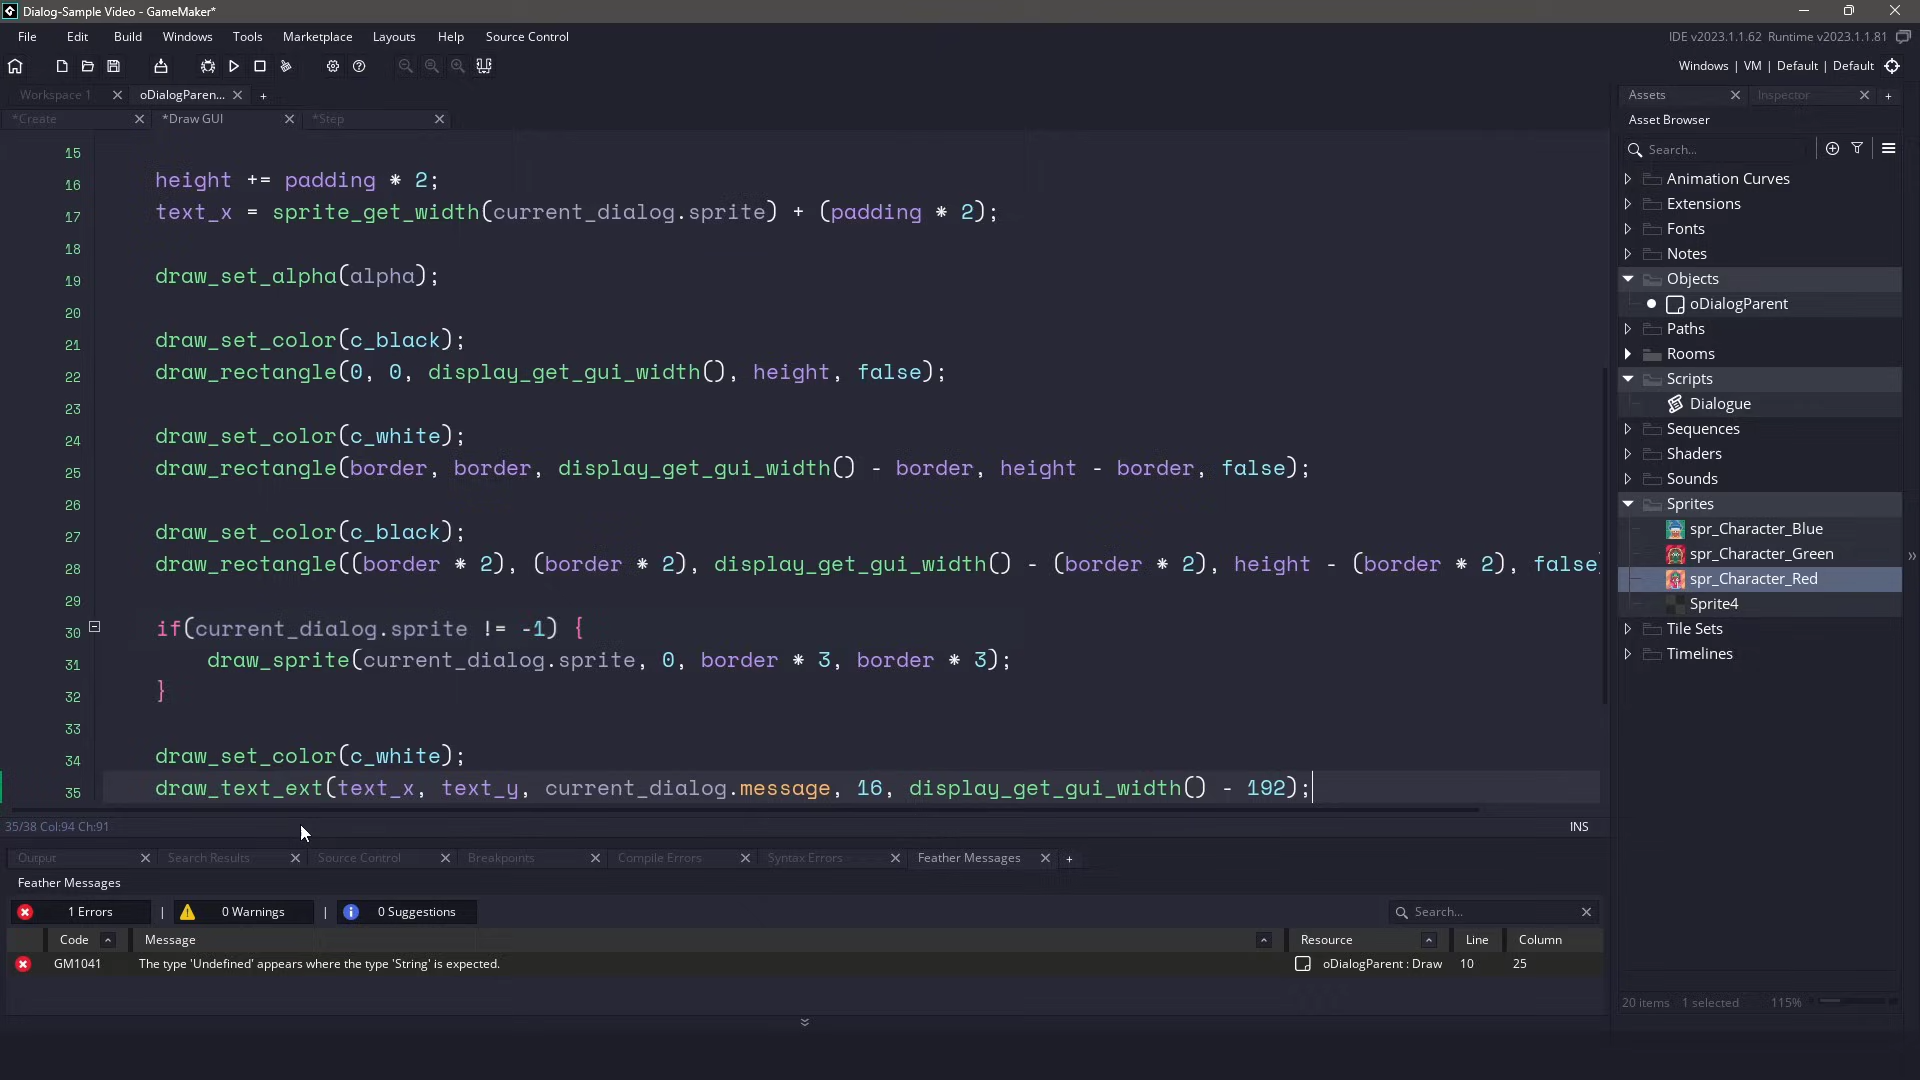 Dialog-Sample Video - GameMaker*
File Edit Build Windows Tools Marketplace Layouts Help Source Control
IDE v2023.1.1.62 Runtime v2023.1.1.81
Windows | VM | Default | Default
Workspace 1
oDialogParen...
*Create
*Draw GUI
*Step
15
16 height += padding * 2;
17 text_x = sprite_get_width(current_dialog.sprite) + (padding * 2);
18
19 draw_set_alpha(alpha);
20
21 draw_set_color(c_black);
22 draw_rectangle(0, 0, display_get_gui_width(), height, false);
23
24 draw_set_color(c_white);
25 draw_rectangle(border, border, display_get_gui_width() - border, height - border, false);
26
27 draw_set_color(c_black);
28 draw_rectangle((border * 2), (border * 2), display_get_gui_width() - (border * 2), height - (border * 2), false
29
30 if(current_dialog.sprite != -1) {
31 draw_sprite(current_dialog.sprite, 0, border * 3, border * 3);
32 }
33
34 draw_set_color(c_white);
35 draw_text_ext(text_x, text_y, current_dialog.message, 16, display_get_gui_width() - 192);
35/38 Col:94 Ch:91
INS
Output
Search Results
Source Control
Breakpoints
Compile Errors
Syntax Errors
Feather Messages
Feather Messages
1 Errors | 0 Warnings | 0 Suggestions
Search...
Code Message Resource Line Column
GM1041 The type 'Undefined' appears where the type 'String' is expected. oDialogParent : Draw 10 25
Assets
Inspector
Asset Browser
Search...
Animation Curves
Extensions
Fonts
Notes
Objects
oDialogParent
Paths
Rooms
Scripts
Dialogue
Sequences
Shaders
Sounds
Sprites
spr_Character_Blue
spr_Character_Green
spr_Character_Red
Sprite4
Tile Sets
Timelines
20 items 1 selected 115%